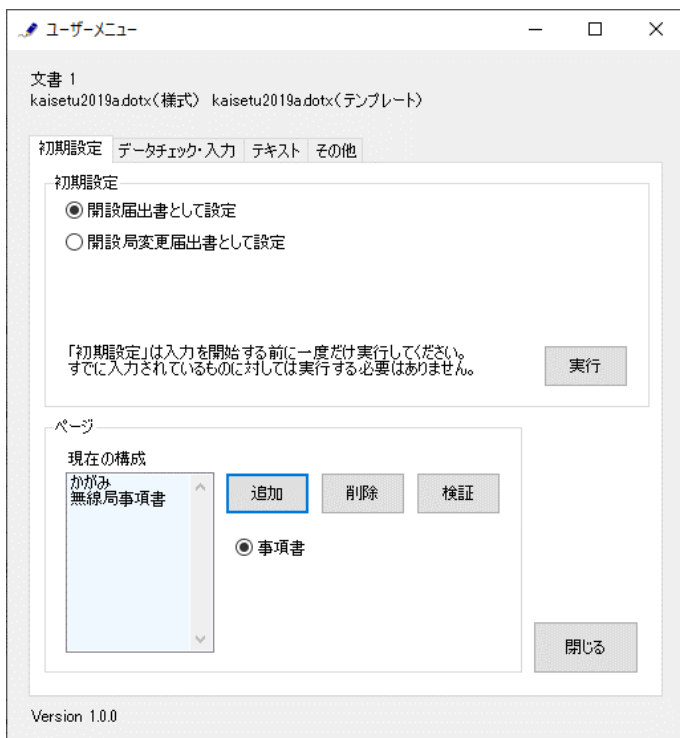 ユーザーメニュー
文書 1
kaisetu2019a.dotx(様式) kaisetu2019a.dotx(テンプレート)
初期設定 データチェック・入力 テキスト その他
初期設定
開設届出書として設定
開設局変更届出書として設定
「初期設定」は入力を開始する前に一度だけ実行してください。
すでに入力されているものに対しては実行する必要はありません。
実行
ページ
現在の構成
かがみ
無線局事項書
追加 削除 検証
事項書
閉じる
Version 1.0.0